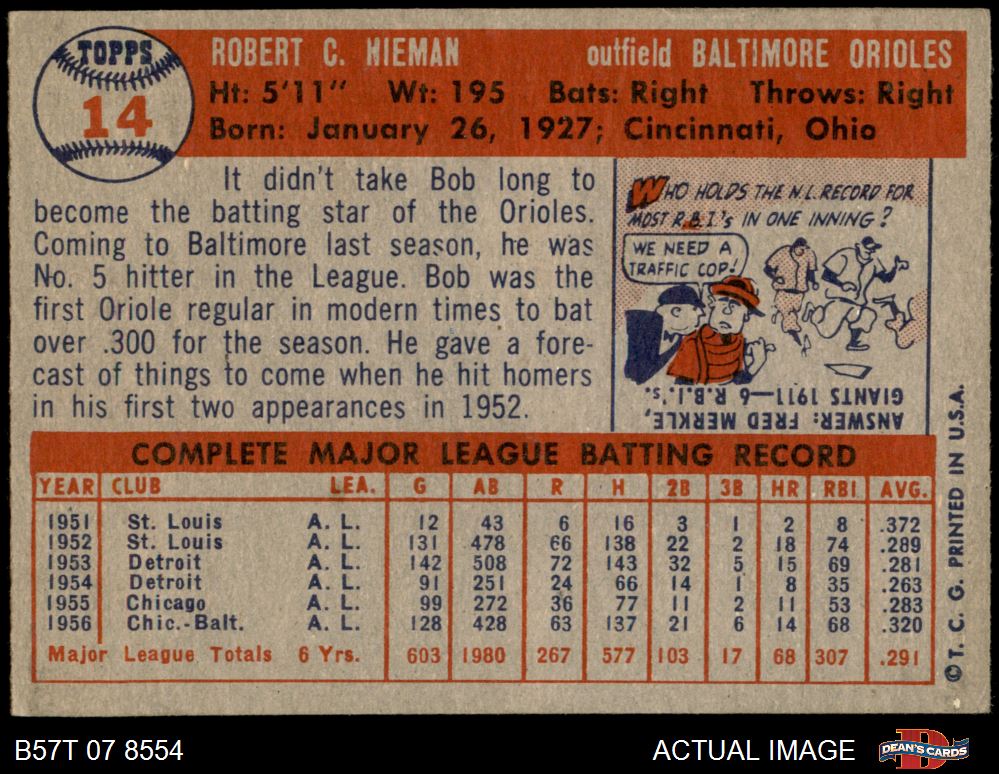 TOPPS
14
ROBERT C. NIEMAN outfield BALTIMORE ORIOLES
Ht: 5'11" Wt: 195 Bats: Right Throws: Right
Born: January 26, 1927; Cincinnati, Ohio
It didn't take Bob long to
become the batting star of the Orioles.
Coming to Baltimore last season, he was
No. 5 hitter in the League. Bob was the
first Oriole regular in modern times to bat
over .300 for the season. He gave a fore-
cast of things to come when he hit homers
in his first two appearances in 1952.
WHO HOLDS THE N.L. RECORD FOR
MOST R.B.I.'s IN ONE INNING?
WE NEED A
TRAFFIC COP!
ANSWER: FRED MERKLE,
GIANTS 1911—6 R.B.I.'s.
COMPLETE MAJOR LEAGUE BATTING RECORD
YEAR CLUB LEA. G AB R H 2B 3B HR RBI AVG.
1951 St. Louis A. L. 12 43 6 16 3 1 2 8 .372
1952 St. Louis A. L. 131 478 66 138 22 2 18 74 .289
1953 Detroit A. L. 142 508 72 143 32 5 15 69 .281
1954 Detroit A. L. 91 251 24 66 14 1 8 35 .263
1955 Chicago A. L. 99 272 36 77 11 2 11 53 .283
1956 Chic.-Balt. A. L. 128 428 63 137 21 6 14 68 .320
Major League Totals 6 Yrs. 603 1980 267 577 103 17 68 307 .291
©T. C. G. PRINTED IN U.S.A.
B57T 07 8554 ACTUAL IMAGE DEAN'S CARDS